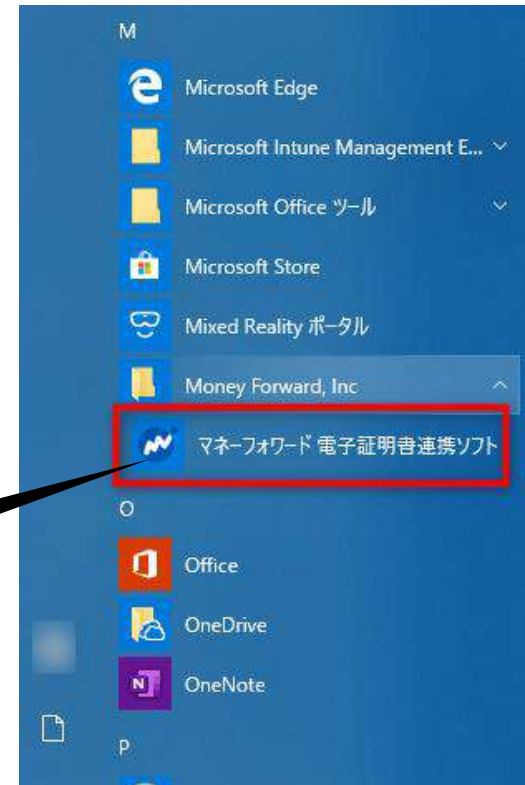 M
Microsoft Edge
Microsoft Intune Management E...
Microsoft Office ツール
Microsoft Store
Mixed Reality ポータル
Money Forward, Inc
マネーフォワード 電子証明書連携ソフト
O
Office
OneDrive
OneNote
P